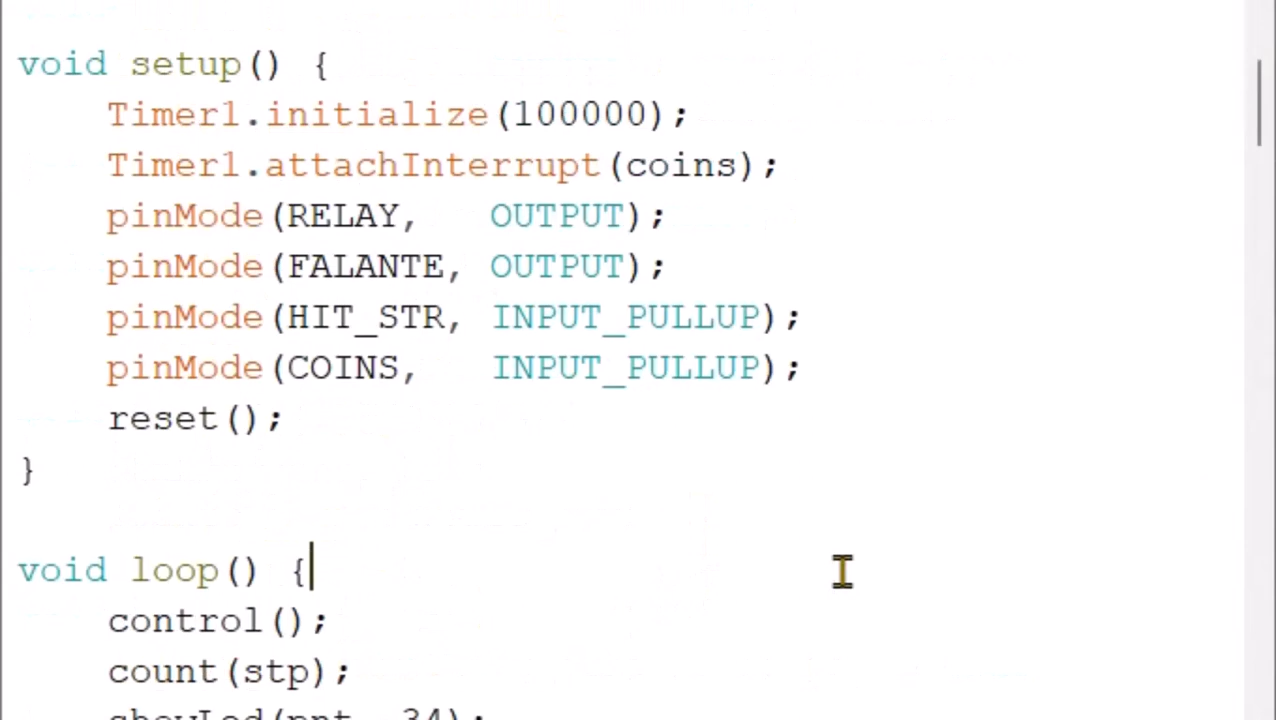 void setup() {
    Timer1.initialize(100000);
    Timer1.attachInterrupt(coins);
    pinMode(RELAY,   OUTPUT);
    pinMode(FALANTE, OUTPUT);
    pinMode(HIT_STR, INPUT_PULLUP);
    pinMode(COINS,   INPUT_PULLUP);
    reset();
}
void loop() {
    control();
    count(stp);